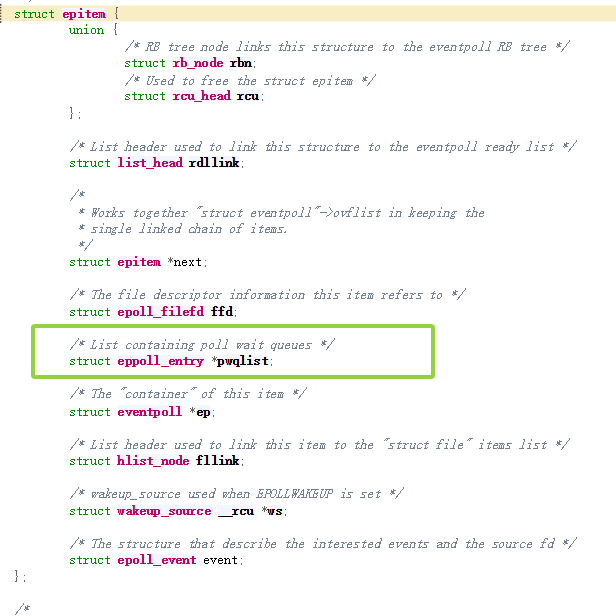 struct epitem {
union {
/* RB tree node links this structure to the eventpoll RB tree */
struct rb_node rbn;
/* Used to free the struct epitem */
struct rcu_head rcu;
};
/* List header used to link this structure to the eventpoll ready list */
struct list_head rdllink;
/*
* Works together "struct eventpoll"->ovflist in keeping the
* single linked chain of items.
*/
struct epitem *next;
/* The file descriptor information this item refers to */
struct epoll_filefd ffd;
/* List containing poll wait queues */
struct eppoll_entry *pwqlist;
/* The "container" of this item */
struct eventpoll *ep;
/* List header used to link this item to the "struct file" items list */
struct hlist_node fllink;
/* wakeup_source used when EPOLLWAKEUP is set */
struct wakeup_source __rcu *ws;
/* The structure that describe the interested events and the source fd */
struct epoll_event event;
};
/*